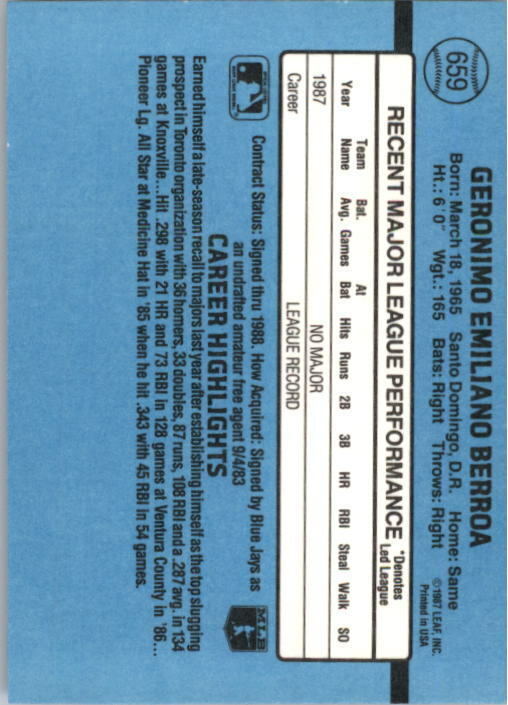 659
GERONIMO EMILIANO BERROA
Born: March 18, 1965 Santo Domingo, D.R. Home: Same
Ht.: 6' 0" Wgt.: 165 Bats: Right Throws: Right
©1987 LEAF, INC.
Printed in USA
RECENT MAJOR LEAGUE PERFORMANCE *Denotes Led League
Year Team Name Bat. Avg. Games At Bat Hits Runs 2B 3B HR RBI Steal Walk SO
1987 NO MAJOR
Career LEAGUE RECORD
Contract Status: Signed thru 1988. How Acquired: Signed by Blue Jays as
an undrafted amateur free agent 9/4/83
MLB
CAREER HIGHLIGHTS
Earned himself a late-season recall to majors last year after establishing himself as the top slugging
prospect in Toronto organization with 36 homers, 33 doubles, 87 runs, 108 RBI and a .287 avg. in 134
games at Knoxville...Hit .298 with 21 HR and 73 RBI in 128 games at Ventura County in '86...
Pioneer Lg. All Star at Medicine Hat in '85 when he hit .343 with 45 RBI in 54 games.